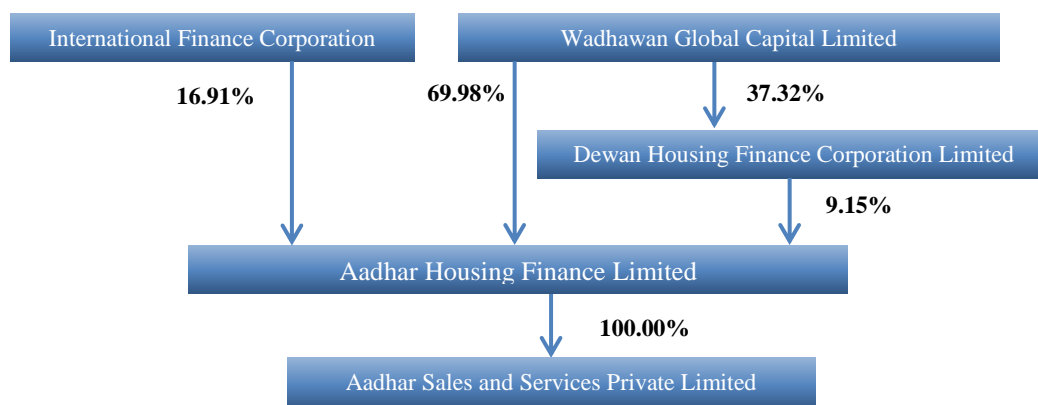 International Finance Corporation
Wadhawan Global Capital Limited
16.91%
69.98%
37.32%
Dewan Housing Finance Corporation Limited
9.15%
Aadhar Housing Finance Limited
100.00%
Aadhar Sales and Services Private Limited